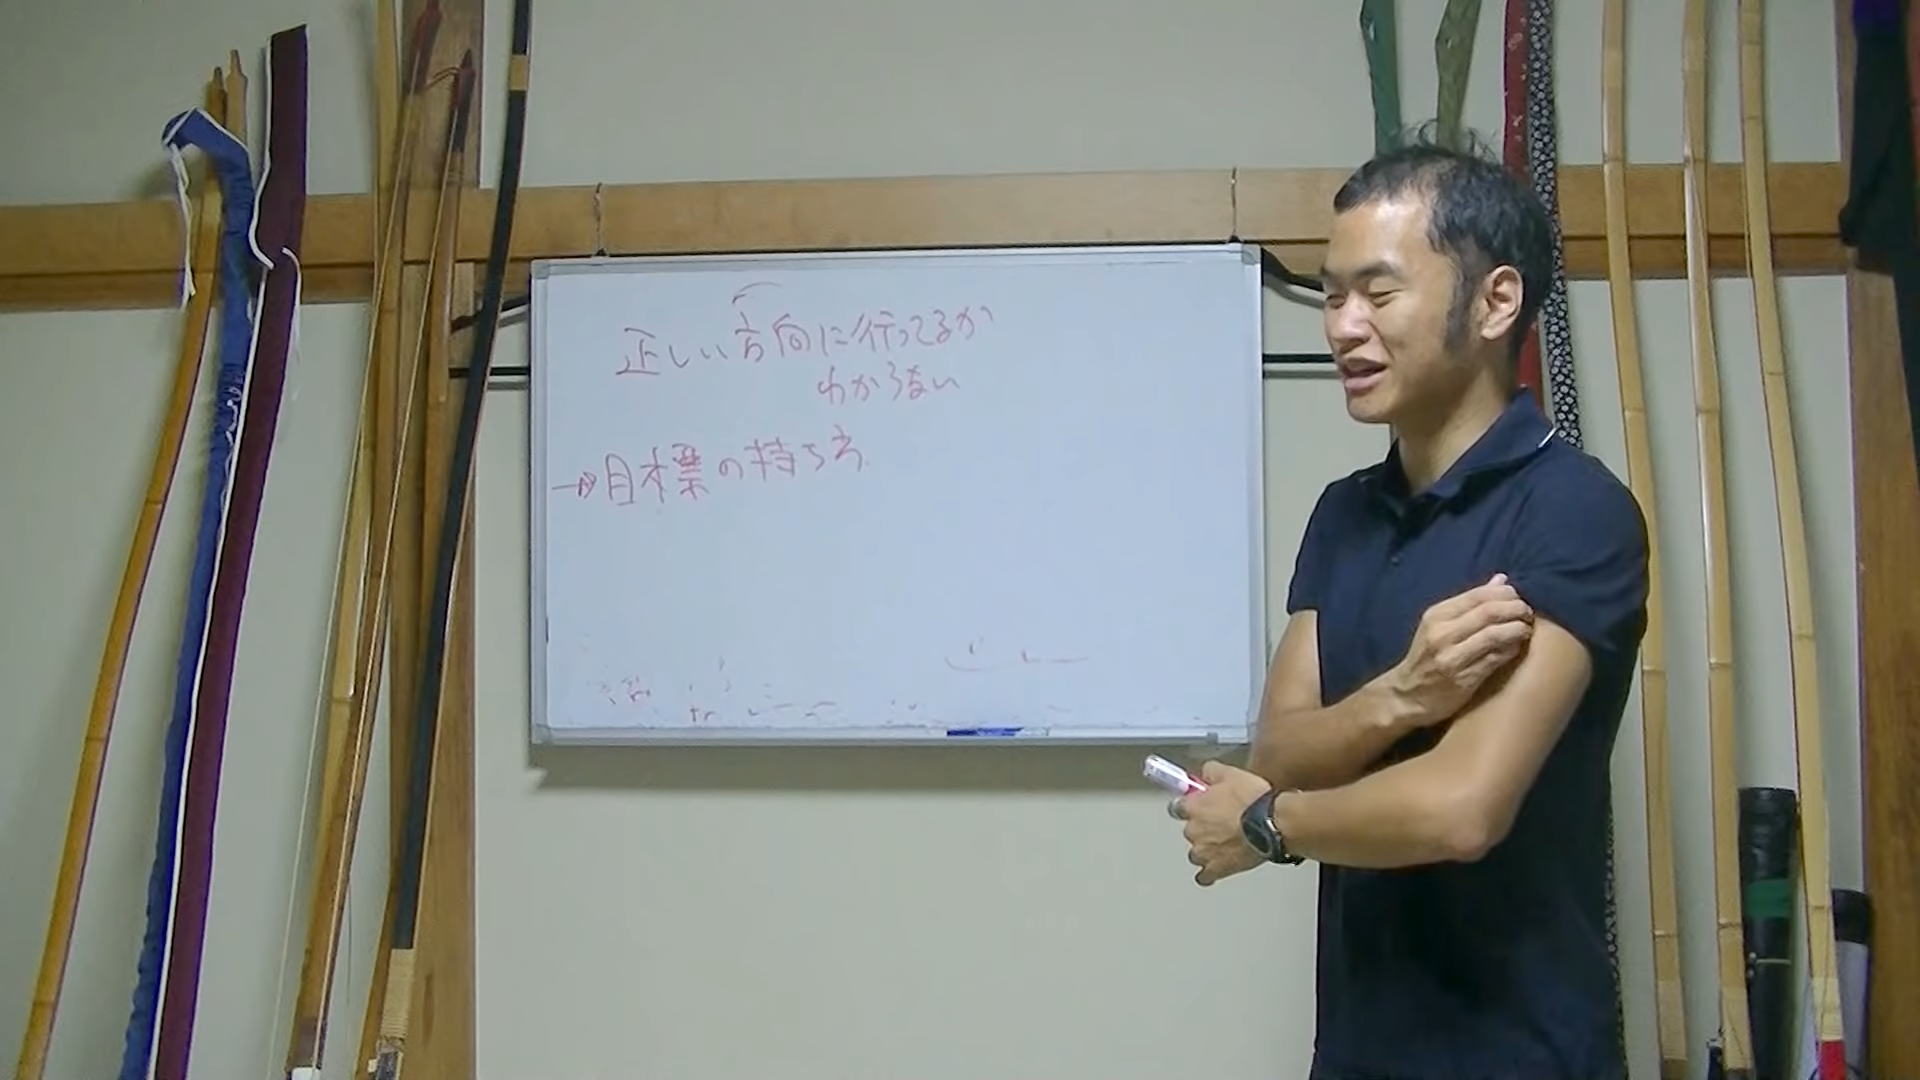 正しい方向に行ってるか
わからない
→目標の持ち方